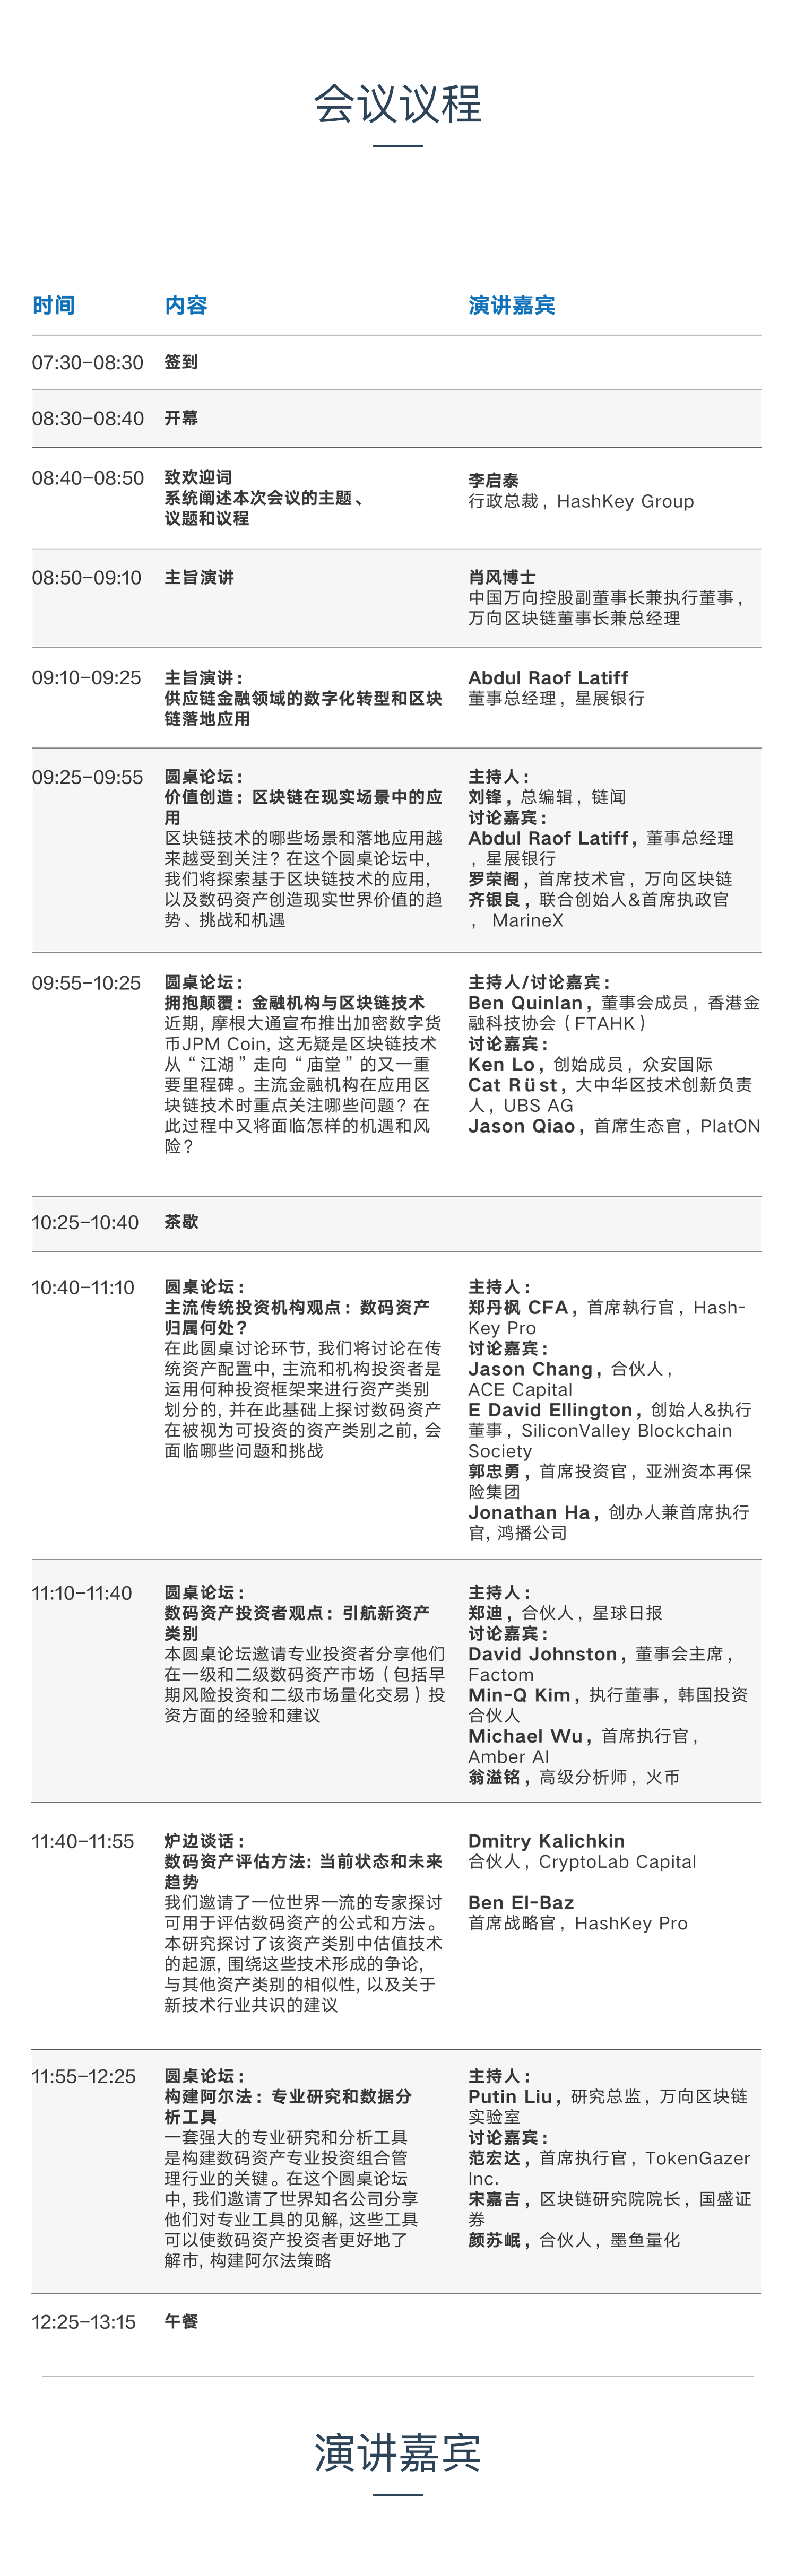 会议议程
时间 内容 演讲嘉宾
07:30-08:30 签到
08:30-08:40 开幕
08:40-08:50 致欢迎词
系统阐述本次会议的主题、
议题和议程
李启泰
行政总裁, HashKey Group
08:50-09:10 主旨演讲
肖风博士
中国万向控股副董事长兼执行董事,
万向区块链董事长兼总经理
09:10-09:25 主旨演讲:
供应链金融领域的数字化转型和区块
链落地应用
Abdul Raof Latiff
董事总经理, 星展银行
09:25-09:55 圆桌论坛:
价值创造: 区块链在现实场景中的应
用
区块链技术的哪些场景和落地应用越
来越受到关注? 在这个圆桌论坛中,
我们将探索基于区块链技术的应用,
以及数码资产创造现实世界价值的趋
势、挑战和机遇
主持人:
刘锋, 总编辑, 链闻
讨论嘉宾:
Abdul Raof Latiff, 董事总经理
, 星展银行
罗荣阁, 首席技术官, 万向区块链
齐银良, 联合创始人&首席执政官
, MarineX
09:55-10:25 圆桌论坛:
拥抱颠覆: 金融机构与区块链技术
近期, 摩根大通宣布推出加密数字货
币JPM Coin, 这无疑是区块链技术
从“江湖”走向“庙堂”的又一重
要里程碑。主流金融机构在应用区
块链技术时重点关注哪些问题? 在
此过程中又将面临怎样的机遇和风
险?
主持人/讨论嘉宾:
Ben Quinlan, 董事会成员, 香港金
融科技协会 (FTAHK)
讨论嘉宾:
Ken Lo, 创始成员, 众安国际
Cat Rüst, 大中华区技术创新负责
人, UBS AG
Jason Qiao, 首席生态官, PlatON
10:25-10:40 茶歇
10:40-11:10 圆桌论坛:
主流传统投资机构观点: 数码资产
归属何处?
在此圆桌讨论环节, 我们将讨论在传
统资产配置中, 主流和机构投资者是
运用何种投资框架来进行资产类别
划分的, 并在此基础上探讨数码资产
在被视为可投资的资产类别之前, 会
面临哪些问题和挑战
主持人:
郑丹枫 CFA, 首席執行官, Hash-
Key Pro
讨论嘉宾:
Jason Chang, 合伙人,
ACE Capital
E David Ellington, 创始人&执行
董事, SiliconValley Blockchain
Society
郭忠勇, 首席投资官, 亚洲资本再保
险集团
Jonathan Ha, 创办人兼首席执行
官, 鸿播公司
11:10-11:40 圆桌论坛:
数码资产投资者观点: 引航新资产
类别
本圆桌论坛邀请专业投资者分享他们
在一级和二级数码资产市场 (包括早
期风险投资和二级市场量化交易) 投
资方面的经验和建议
主持人:
郑迪, 合伙人, 星球日报
讨论嘉宾:
David Johnston, 董事会主席,
Factom
Min-Q Kim, 执行董事, 韩国投资
合伙人
Michael Wu, 首席执行官,
Amber AI
翁溢铭, 高级分析师, 火币
11:40-11:55 炉边谈话:
数码资产评估方法: 当前状态和未来
趋势
我们邀请了一位世界一流的专家探讨
可用于评估数码资产的公式和方法。
本研究探讨了该资产类别中估值技术
的起源, 围绕这些技术形成的争论,
与其他资产类别的相似性, 以及关于
新技术行业共识的建议
Dmitry Kalichkin
合伙人, CryptoLab Capital
Ben El-Baz
首席战略官, HashKey Pro
11:55-12:25 圆桌论坛:
构建阿尔法: 专业研究和数据分
析工具
一套强大的专业研究和分析工具
是构建数码资产专业投资组合管
理行业的关键。在这个圆桌论坛
中, 我们邀请了世界知名公司分享
他们对专业工具的见解, 这些工具
可以使数码资产投资者更好地了
解市, 构建阿尔法策略
主持人:
Putin Liu, 研究总监, 万向区块链
实验室
讨论嘉宾:
范宏达, 首席执行官, TokenGazer
Inc.
宋嘉吉, 区块链研究院院长, 国盛证
券
颜苏岷, 合伙人, 墨鱼量化
12:25-13:15 午餐
演讲嘉宾